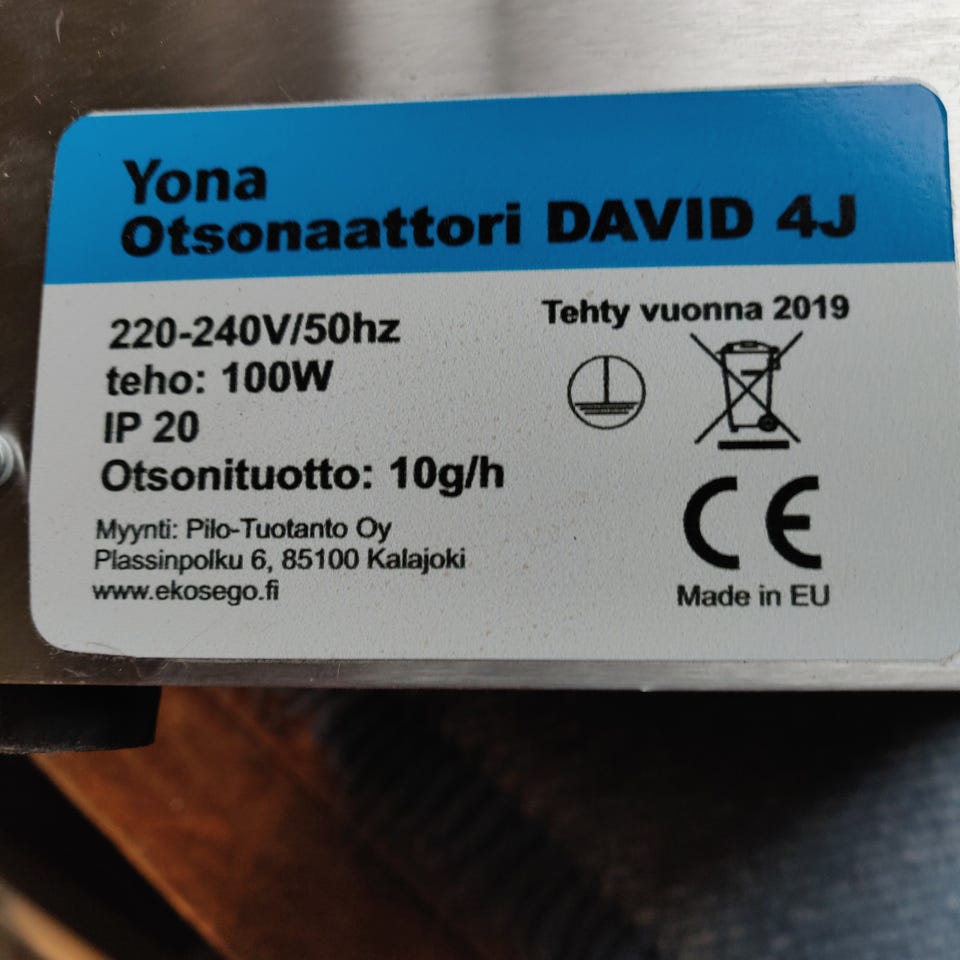 Yona
Otsonaattori DAVID 4J
220-240V/50hz
teho: 100W
IP 20
Otsonituotto: 10g/h
Myynti: Pilo-Tuotanto Oy
Plassinpolku 6, 85100 Kalajoki
www.ekosego.fi
Tehty vuonna 2019
CE
Made in EU